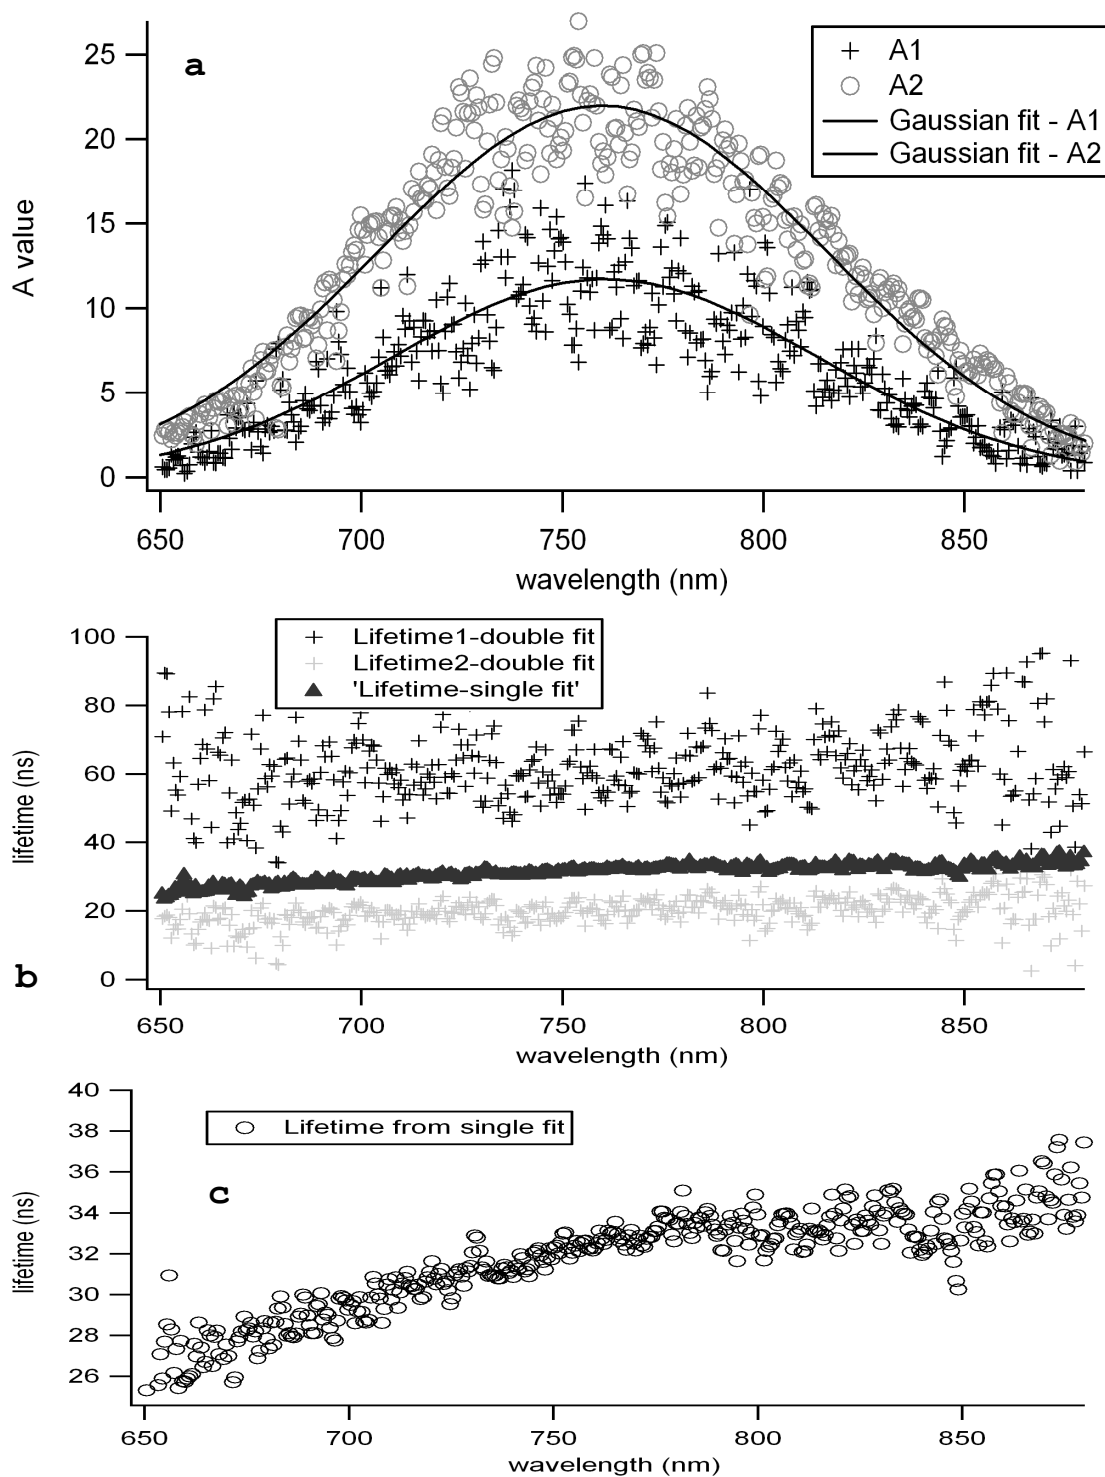 a
A value
25
20
15
10
5
0
A1
A2
Gaussian fit - A1
Gaussian fit - A2
650
700
750
800
850
wavelength (nm)
b
lifetime (ns)
100
80
60
40
20
0
Lifetime1-double fit
Lifetime2-double fit
'Lifetime-single fit'
650
700
750
800
850
wavelength (nm)
c
lifetime (ns)
40
38
36
34
32
30
28
26
Lifetime from single fit
650
700
750
800
850
wavelength (nm)